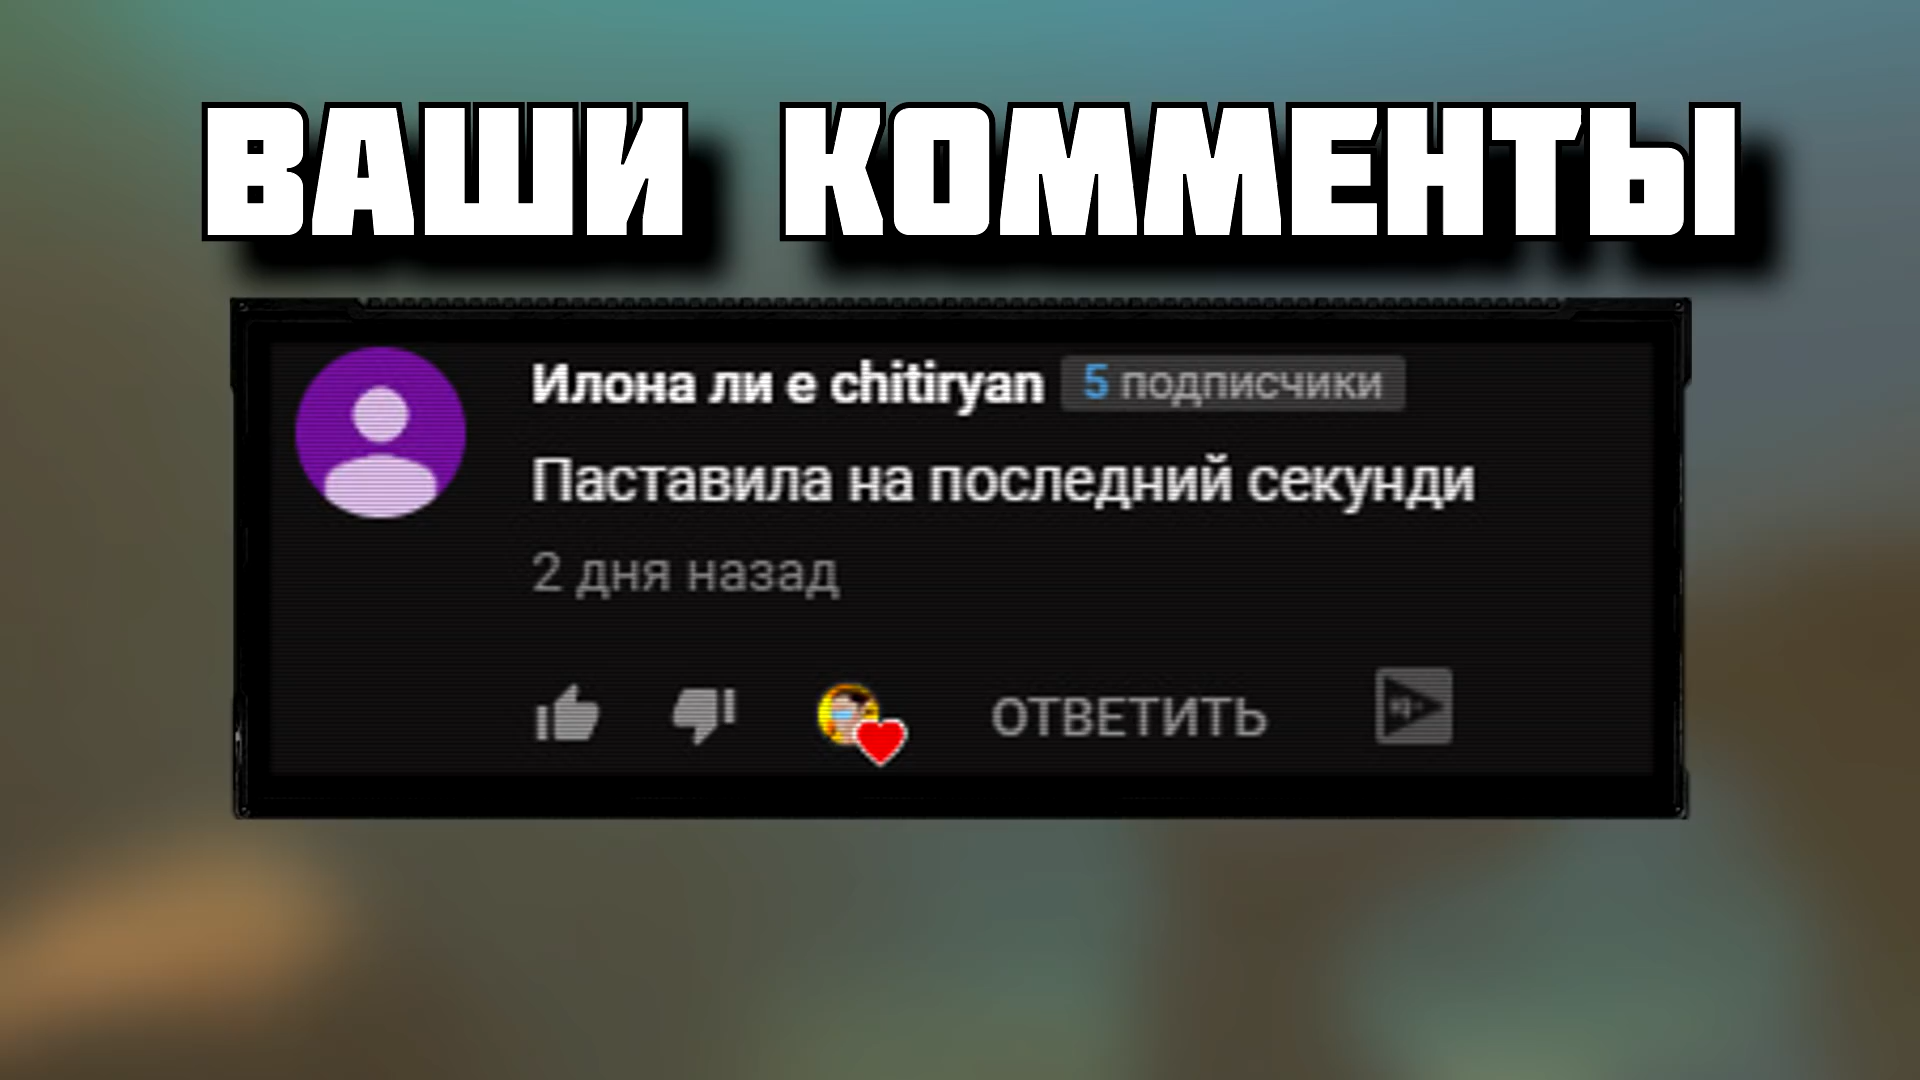 ВАШИ КОММЕНТЫ
Илона ли е chitiryan 5 подписчики
Паставила на последний секунди
2 дня назад
ОТВЕТИТЬ